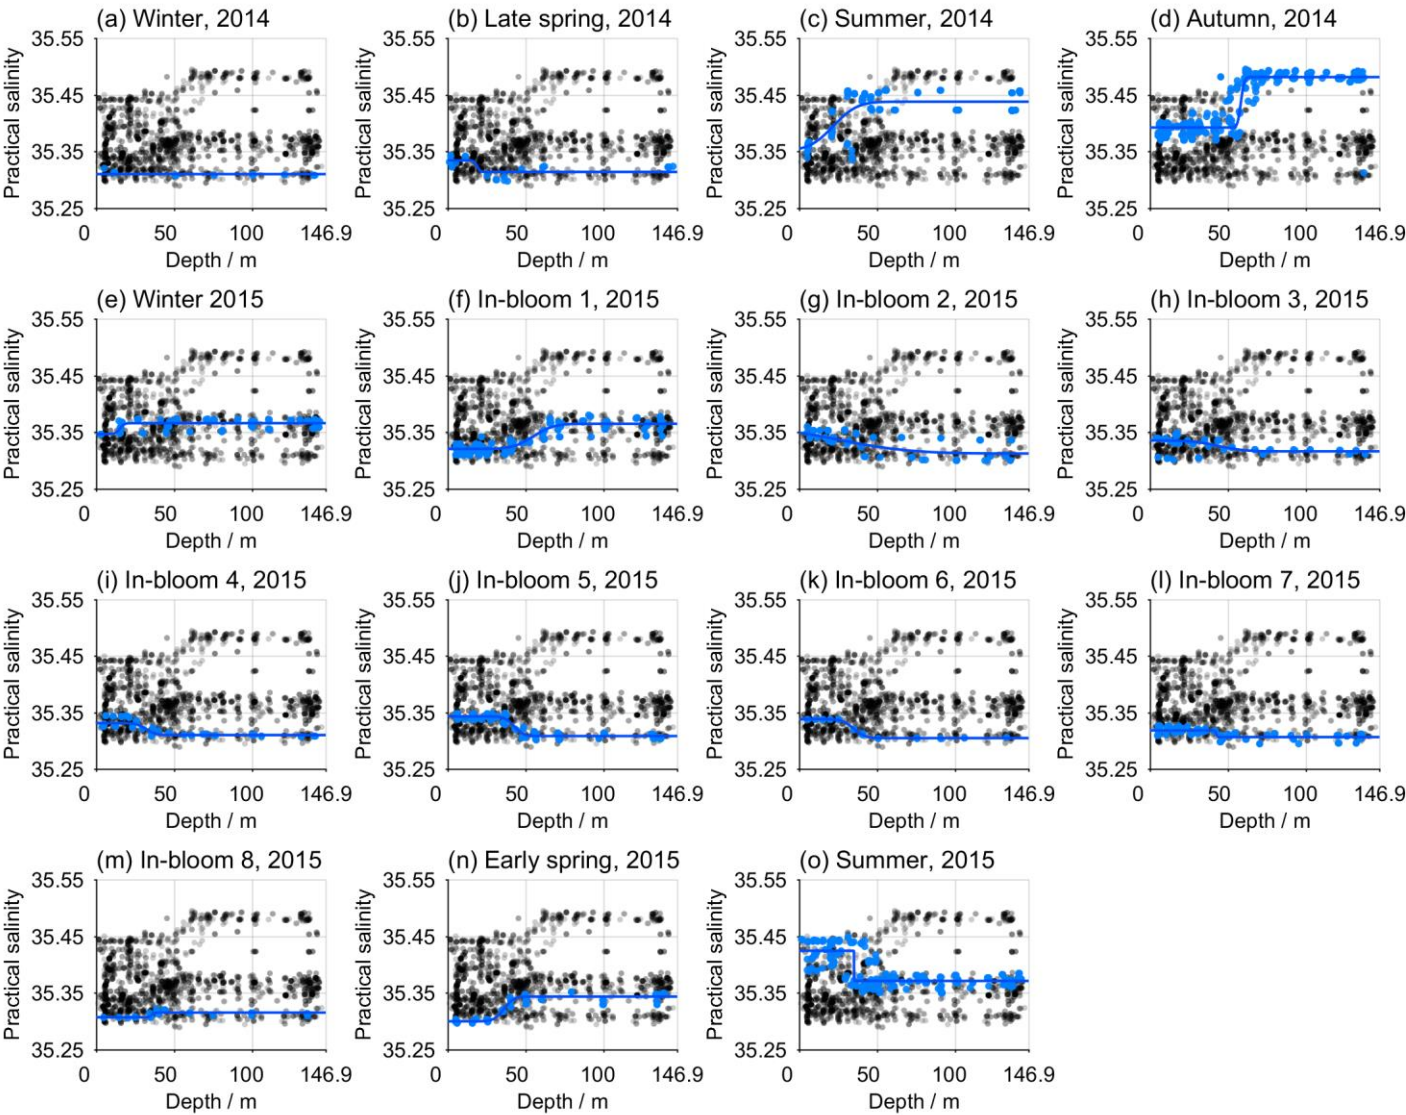 (a) Winter, 2014
(b) Late spring, 2014
(c) Summer, 2014
(d) Autumn, 2014
Practical salinity
35.55
35.45
35.35
35.25
0 50 100 146.9
Depth / m
Practical salinity
35.55
35.45
35.35
35.25
0 50 100 146.9
Depth / m
Practical salinity
35.55
35.45
35.35
35.25
0 50 100 146.9
Depth / m
Practical salinity
35.55
35.45
35.35
35.25
0 50 100 146.9
Depth / m
(e) Winter 2015
(f) In-bloom 1, 2015
(g) In-bloom 2, 2015
(h) In-bloom 3, 2015
Practical salinity
35.55
35.45
35.35
35.25
0 50 100 146.9
Depth / m
Practical salinity
35.55
35.45
35.35
35.25
0 50 100 146.9
Depth / m
Practical salinity
35.55
35.45
35.35
35.25
0 50 100 146.9
Depth / m
Practical salinity
35.55
35.45
35.35
35.25
0 50 100 146.9
Depth / m
(i) In-bloom 4, 2015
(j) In-bloom 5, 2015
(k) In-bloom 6, 2015
(l) In-bloom 7, 2015
Practical salinity
35.55
35.45
35.35
35.25
0 50 100 146.9
Depth / m
Practical salinity
35.55
35.45
35.35
35.25
0 50 100 146.9
Depth / m
Practical salinity
35.55
35.45
35.35
35.25
0 50 100 146.9
Depth / m
Practical salinity
35.55
35.45
35.35
35.25
0 50 100 146.9
Depth / m
(m) In-bloom 8, 2015
(n) Early spring, 2015
(o) Summer, 2015
Practical salinity
35.55
35.45
35.35
35.25
0 50 100 146.9
Depth / m
Practical salinity
35.55
35.45
35.35
35.25
0 50 100 146.9
Depth / m
Practical salinity
35.55
35.45
35.35
35.25
0 50 100 146.9
Depth / m